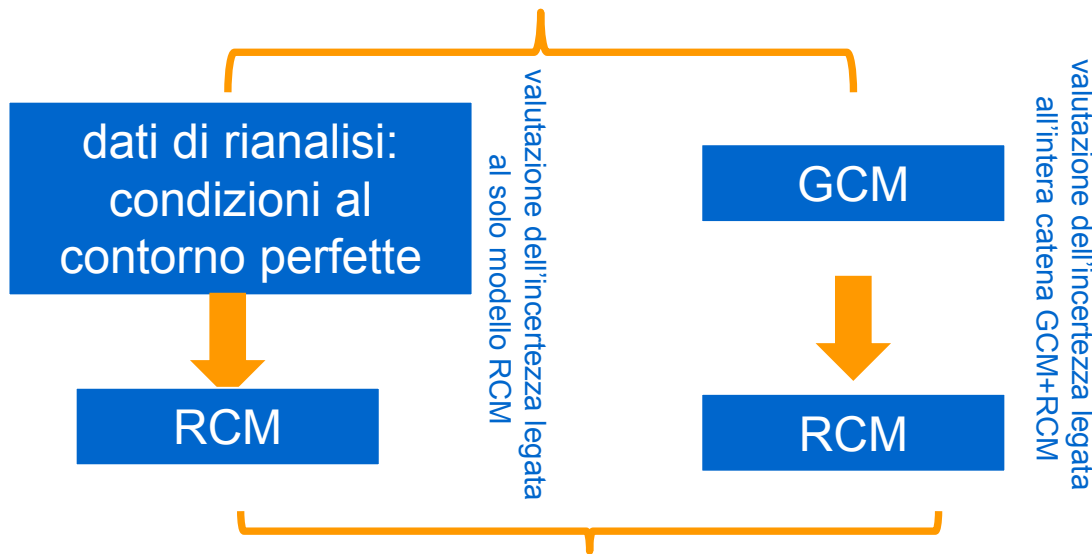 dati di rianalisi:
condizioni al
contorno perfette
RCM
valutazione dell'incertezza legata
al solo modello RCM
GCM
RCM
valutazione dell'incertezza legata
all'intera catena GCM+RCM